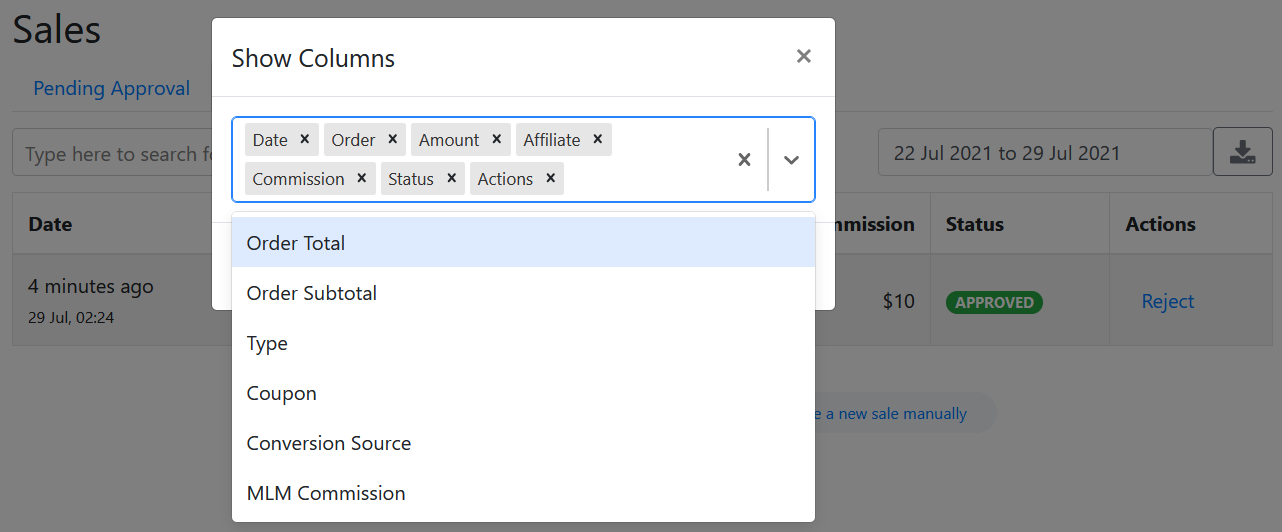 Sales
Show Columns
Pending Approval
Date Order Amount Affiliate
Commission Status Actions
Type here to search
22 Jul 2021 to 29 Jul 2021
Date
Status
Actions
Order Total
Order Subtotal
Type
Coupon
Conversion Source
MLM Commission
4 minutes ago
29 Jul, 02:24
$10
APPROVED
Reject
a new sale manually